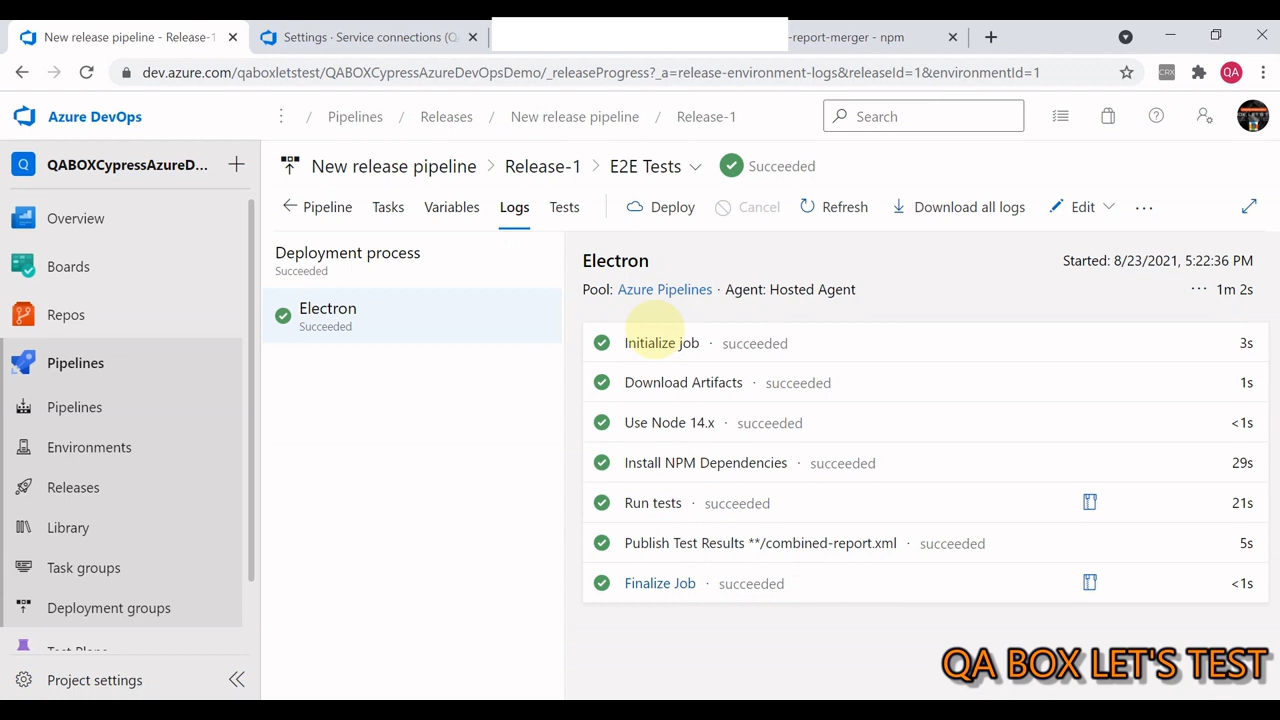 New release pipeline - Release-1
Settings · Service connections (Q
-report-merger - npm
dev.azure.com/qaboxletstest/QABOXCypressAzureDevOpsDemo/_releaseProgress?_a=release-environment-logs&releaseId=1&environmentId=1
CRX
QA
Azure DevOps
/ Pipelines / Releases / New release pipeline / Release-1
Search
Q QABOXCypressAzureD...
Overview
Boards
Repos
Pipelines
Pipelines
Environments
Releases
Library
Task groups
Deployment groups
Project settings
New release pipeline > Release-1 > E2E Tests Succeeded
Pipeline Tasks Variables Logs Tests Deploy Cancel Refresh Download all logs Edit ...
Deployment process
Succeeded
Electron
Succeeded
Electron
Started: 8/23/2021, 5:22:36 PM
Pool: Azure Pipelines · Agent: Hosted Agent
... 1m 2s
Initialize job · succeeded 3s
Download Artifacts · succeeded 1s
Use Node 14.x · succeeded <1s
Install NPM Dependencies · succeeded 29s
Run tests · succeeded 21s
Publish Test Results **/combined-report.xml · succeeded 5s
Finalize Job · succeeded <1s
QA BOX LET'S TEST